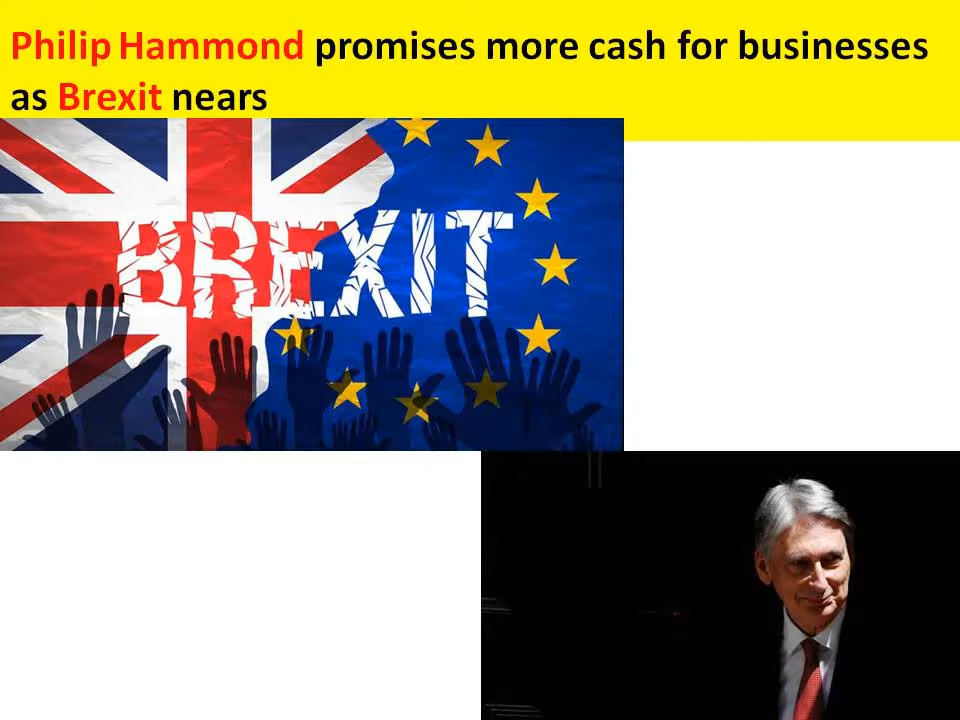 Philip Hammond promises more cash for businesses
as Brexit nears
BREXIT